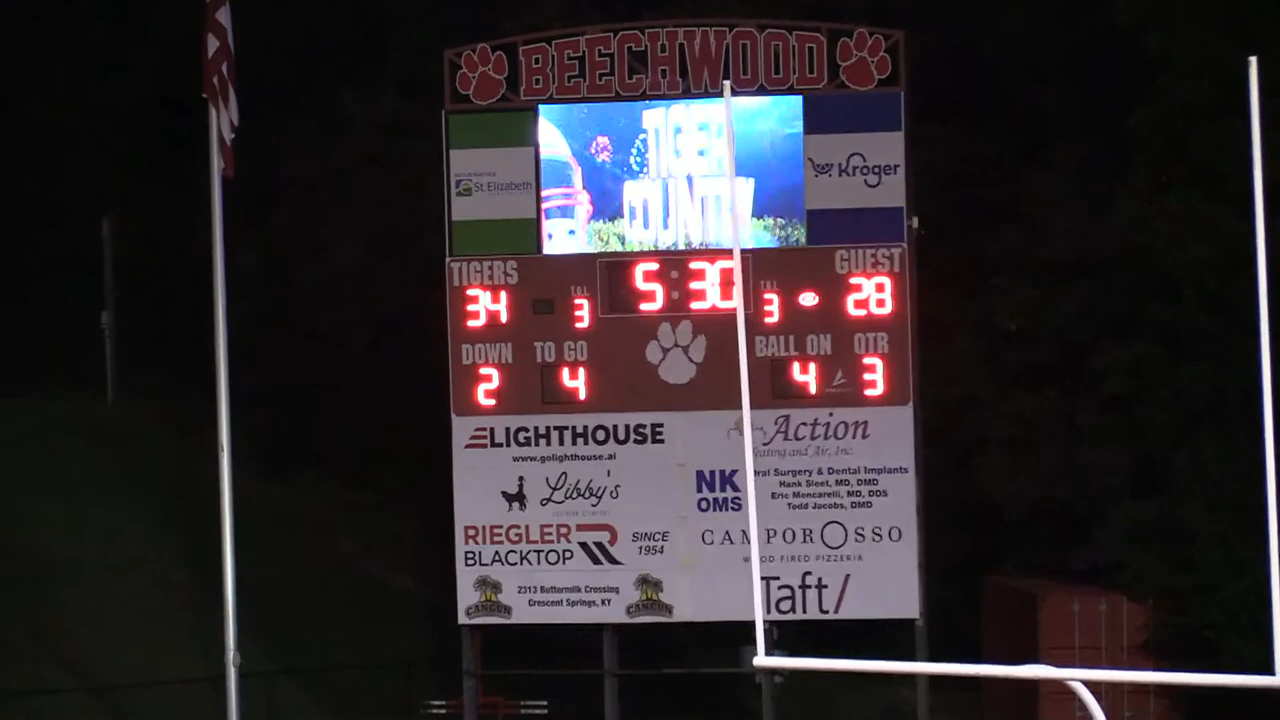 BEECHWOOD
St. Elizabeth
TIGER
COUNTRY
Kroger
TIGERS
GUEST
5:30
34
T.O.L
3
T.O.L
3
28
DOWN
TO GO
BALL ON
QTR
2
4
4
3
LIGHTHOUSE
www.golighthouse.ai
Action
eating and Air, Inc.
Libby's
NK
OMS
ral Surgery & Dental Implants
Hank Sleet, MD, DMD
Eric Mencarelli, MD, DDS
Todd Jacobs, DMD
RIEGLER
BLACKTOP
SINCE
1954
CAMPOROSSO
WOOD FIRED PIZZERIA
CANCUN
2313 Buttermilk Crossing
Crescent Springs, KY
CANCUN
Taft/